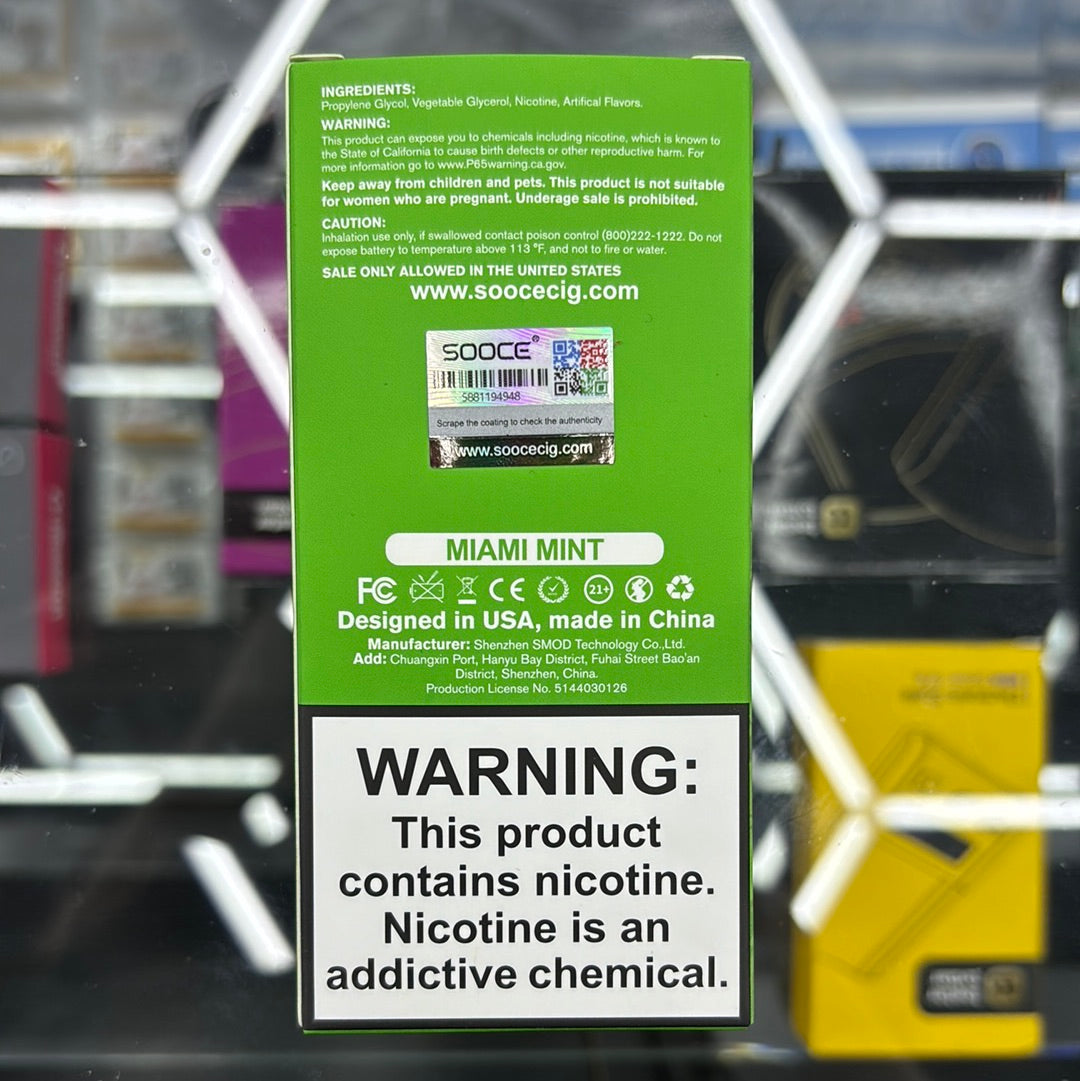 INGREDIENTS:
Propylene Glycol, Vegetable Glycerol, Nicotine, Artifical Flavors.
WARNING:
This product can expose you to chemicals including nicotine, which is known to
the State of California to cause birth defects or other reproductive harm. For
more information go to www.P65warning.ca.gov.
Keep away from children and pets. This product is not suitable
for women who are pregnant. Underage sale is prohibited.
CAUTION:
Inhalation use only, if swallowed contact poison control (800)222-1222. Do not
expose battery to temperature above 113 °F, and not to fire or water.
SALE ONLY ALLOWED IN THE UNITED STATES
www.soocecig.com
SOOCE®
5881194948
Scrape the coating to check the authenticity
www.soocecig.com
MIAMI MINT
FC CE 21+
Designed in USA, made in China
Manufacturer: Shenzhen SMOD Technology Co.,Ltd.
Add: Chuangxin Port, Hanyu Bay District, Fuhai Street Bao'an
District, Shenzhen, China.
Production License No. 5144030126
WARNING:
This product
contains nicotine.
Nicotine is an
addictive chemical.